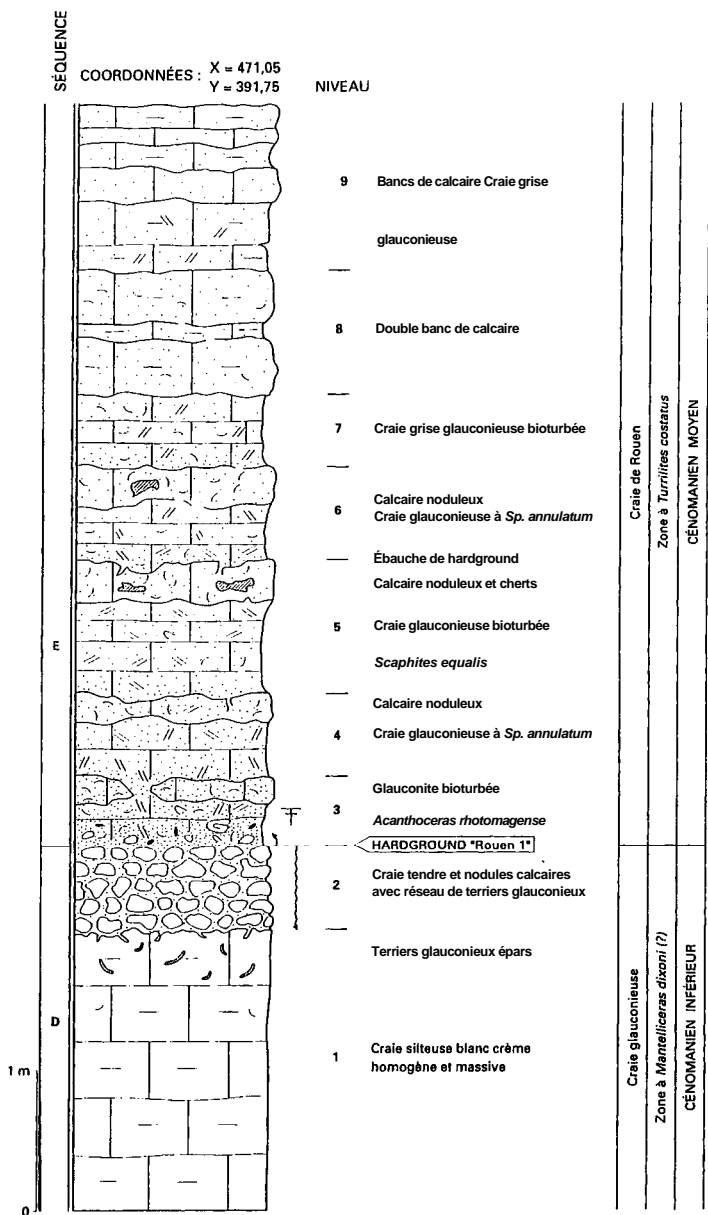 SÉQUENCE
COORDONNÉES : X = 471,05
Y = 391,75
NIVEAU
9 Bancs de calcaire Craie grise
glauconieuse
8 Double banc de calcaire
7 Craie grise glauconieuse bioturbée
6 Calcaire noduleux
Craie glauconieuse à Sp. annulatum
Ébauche de hardground
Calcaire noduleux et cherts
5 Craie glauconieuse bioturbée
Scaphites equalis
Calcaire noduleux
4 Craie glauconieuse à Sp. annulatum
Glauconite bioturbée
3
Acanthoceras rhotomagense
HARDGROUND "Rouen 1"
2 Craie tendre et nodules calcaires
avec réseau de terriers glauconieux
Terriers glauconieux épars
1 Craie silteuse blanc crème
homogène et massive
E
D
1 m
0
Craie de Rouen
Zone à Turrilites costatus
CÉNOMANIEN MOYEN
Craie glauconieuse
Zone à Mantelliceras dixoni (?)
CÉNOMANIEN INFÉRIEUR